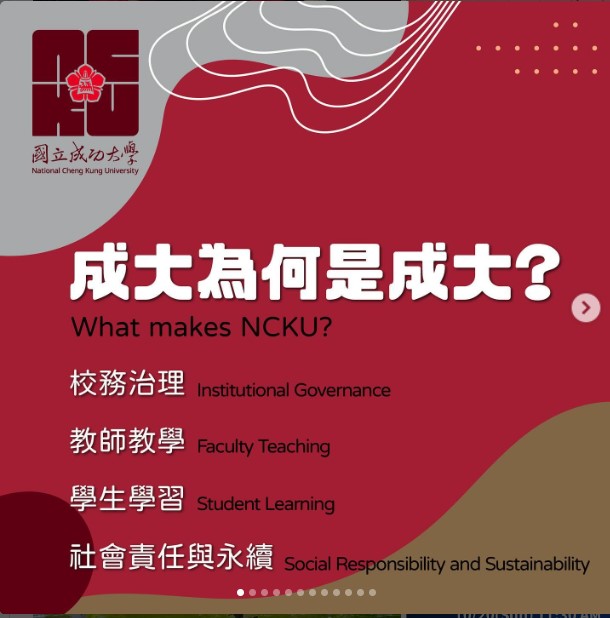 NCKU
國立成功大學
National Cheng Kung University
成大為何是成大?
What makes NCKU?
校務治理 Institutional Governance
教師教學 Faculty Teaching
學生學習 Student Learning
社會責任與永續 Social Responsibility and Sustainability